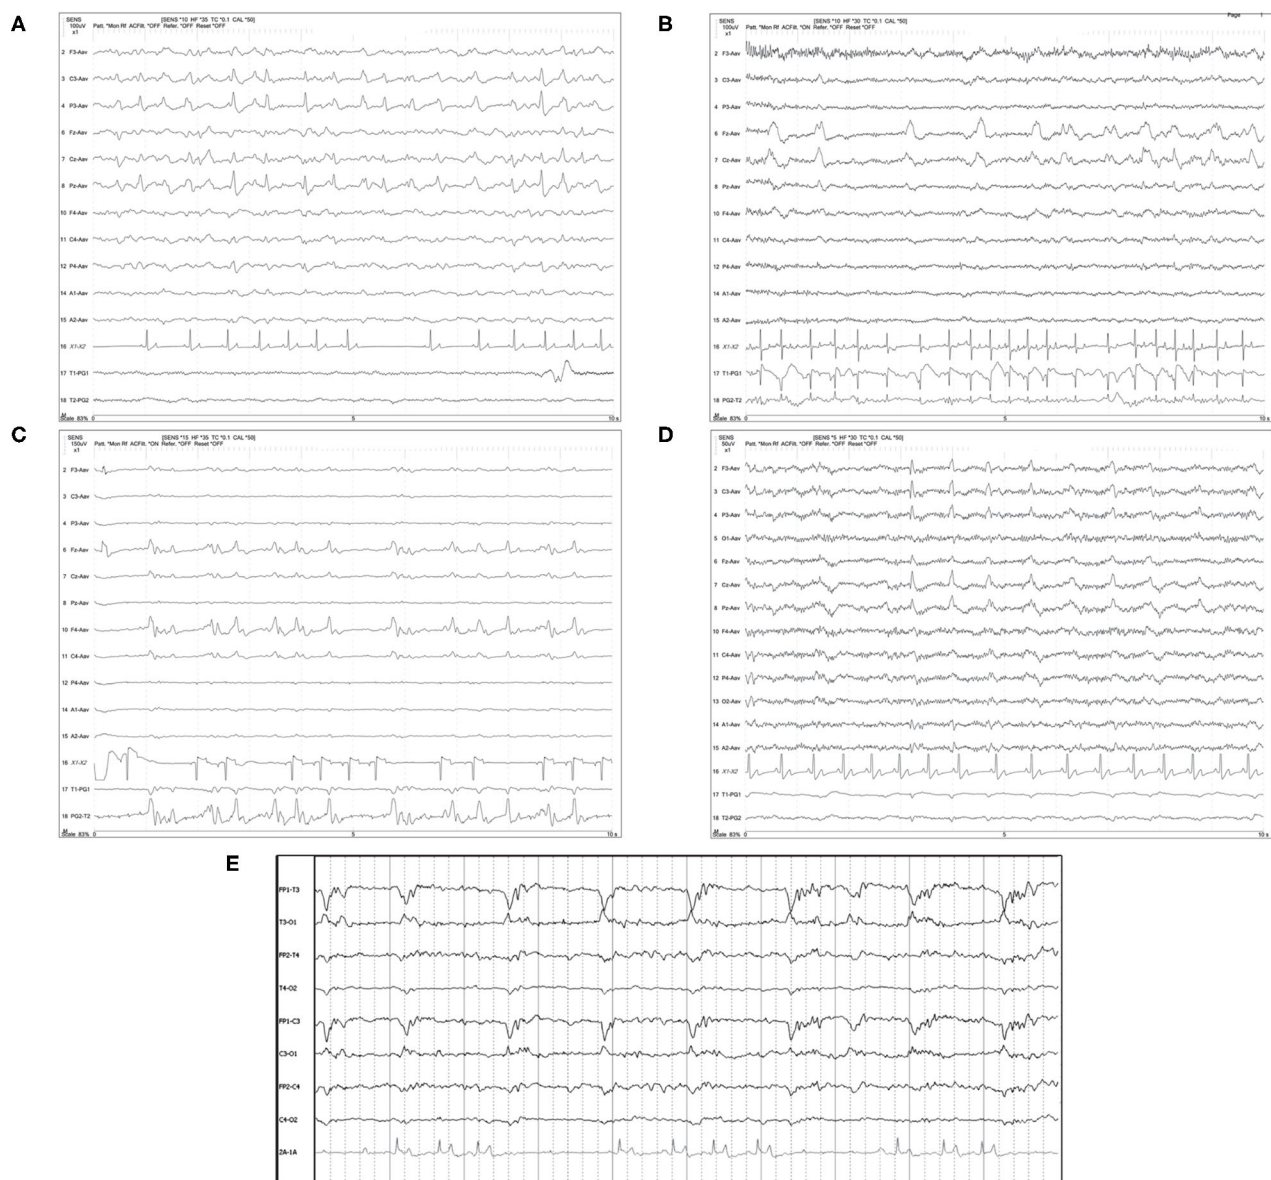 A
SENS [SENS *10 HF *35 TC *0.1 CAL *50]
100uV Patt. *Mon Rf ACFilt. *OFF Refer. *OFF Reset *OFF
x1
2 F3-Aav
3 C3-Aav
4 P3-Aav
6 Fz-Aav
7 Cz-Aav
8 Pz-Aav
10 F4-Aav
11 C4-Aav
12 P4-Aav
14 A1-Aav
15 A2-Aav
16 X1-X2
17 T1-PG1
18 T2-PG2
M
Scale 83% 0 5 10 s
B
Page 1
SENS [SENS *10 HF *30 TC *0.1 CAL *50]
100uV Patt. *Mon Rf ACFilt. *ON Refer. *OFF Reset *OFF
x1
2 F3-Aav
3 C3-Aav
4 P3-Aav
6 Fz-Aav
7 Cz-Aav
8 Pz-Aav
10 F4-Aav
11 C4-Aav
12 P4-Aav
14 A1-Aav
15 A2-Aav
16 X1-X2
17 T1-PG1
18 PG2-T2
M
Scale 83% 0 5 10 s
C
SENS [SENS *15 HF *35 TC *0.1 CAL *50]
150uV Patt. *Mon Rf ACFilt. *ON Refer. *OFF Reset *OFF
x1
2 F3-Aav
3 C3-Aav
4 P3-Aav
6 Fz-Aav
7 Cz-Aav
8 Pz-Aav
10 F4-Aav
11 C4-Aav
12 P4-Aav
14 A1-Aav
15 A2-Aav
16 X1-X2
17 T1-PG1
18 PG2-T2
M
Scale 83% 0 5 10 s
D
SENS [SENS *5 HF *30 TC *0.1 CAL *50]
50uV Patt. *Mon Rf ACFilt. *OFF Refer. *OFF Reset *OFF
x1
2 F3-Aav
3 C3-Aav
4 P3-Aav
5 O1-Aav
6 Fz-Aav
7 Cz-Aav
8 Pz-Aav
10 F4-Aav
11 C4-Aav
12 P4-Aav
13 O2-Aav
14 A1-Aav
15 A2-Aav
16 X1-X2
17 T1-PG1
18 T2-PG2
M
Scale 83% 0 5 10 s
E
FP1-T3
T3-O1
FP2-T4
T4-O2
FP1-C3
C3-O1
FP2-C4
C4-O2
2A-1A